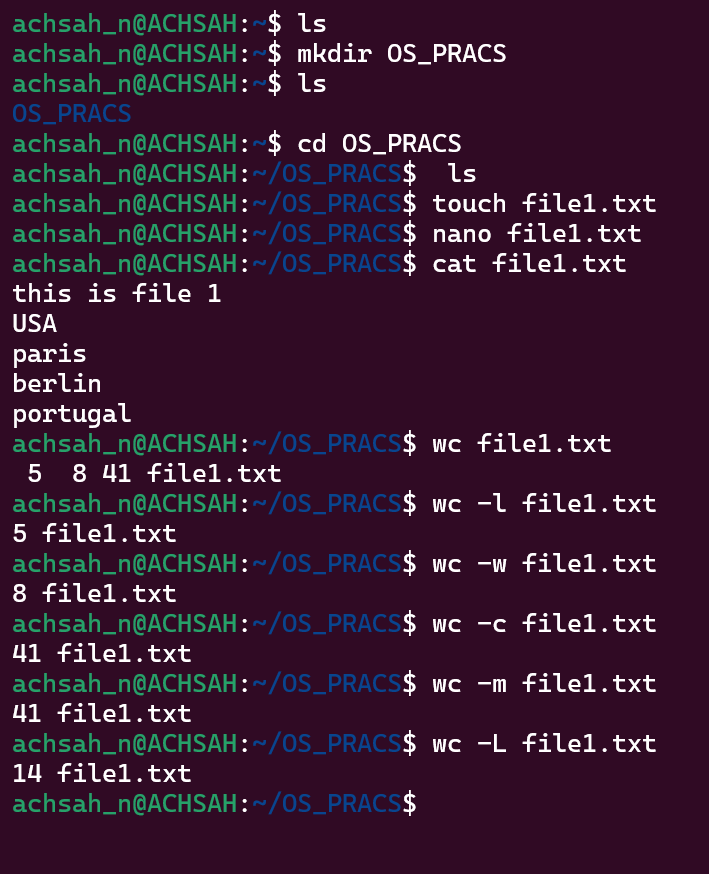 achsah_n@ACHSAH:~$ ls
achsah_n@ACHSAH:~$ mkdir OS_PRACS
achsah_n@ACHSAH:~$ ls
OS_PRACS
achsah_n@ACHSAH:~$ cd OS_PRACS
achsah_n@ACHSAH:~/OS_PRACS$  ls
achsah_n@ACHSAH:~/OS_PRACS$ touch file1.txt
achsah_n@ACHSAH:~/OS_PRACS$ nano file1.txt
achsah_n@ACHSAH:~/OS_PRACS$ cat file1.txt
this is file 1
USA
paris
berlin
portugal
achsah_n@ACHSAH:~/OS_PRACS$ wc file1.txt
 5  8 41 file1.txt
achsah_n@ACHSAH:~/OS_PRACS$ wc -l file1.txt
5 file1.txt
achsah_n@ACHSAH:~/OS_PRACS$ wc -w file1.txt
8 file1.txt
achsah_n@ACHSAH:~/OS_PRACS$ wc -c file1.txt
41 file1.txt
achsah_n@ACHSAH:~/OS_PRACS$ wc -m file1.txt
41 file1.txt
achsah_n@ACHSAH:~/OS_PRACS$ wc -L file1.txt
14 file1.txt
achsah_n@ACHSAH:~/OS_PRACS$